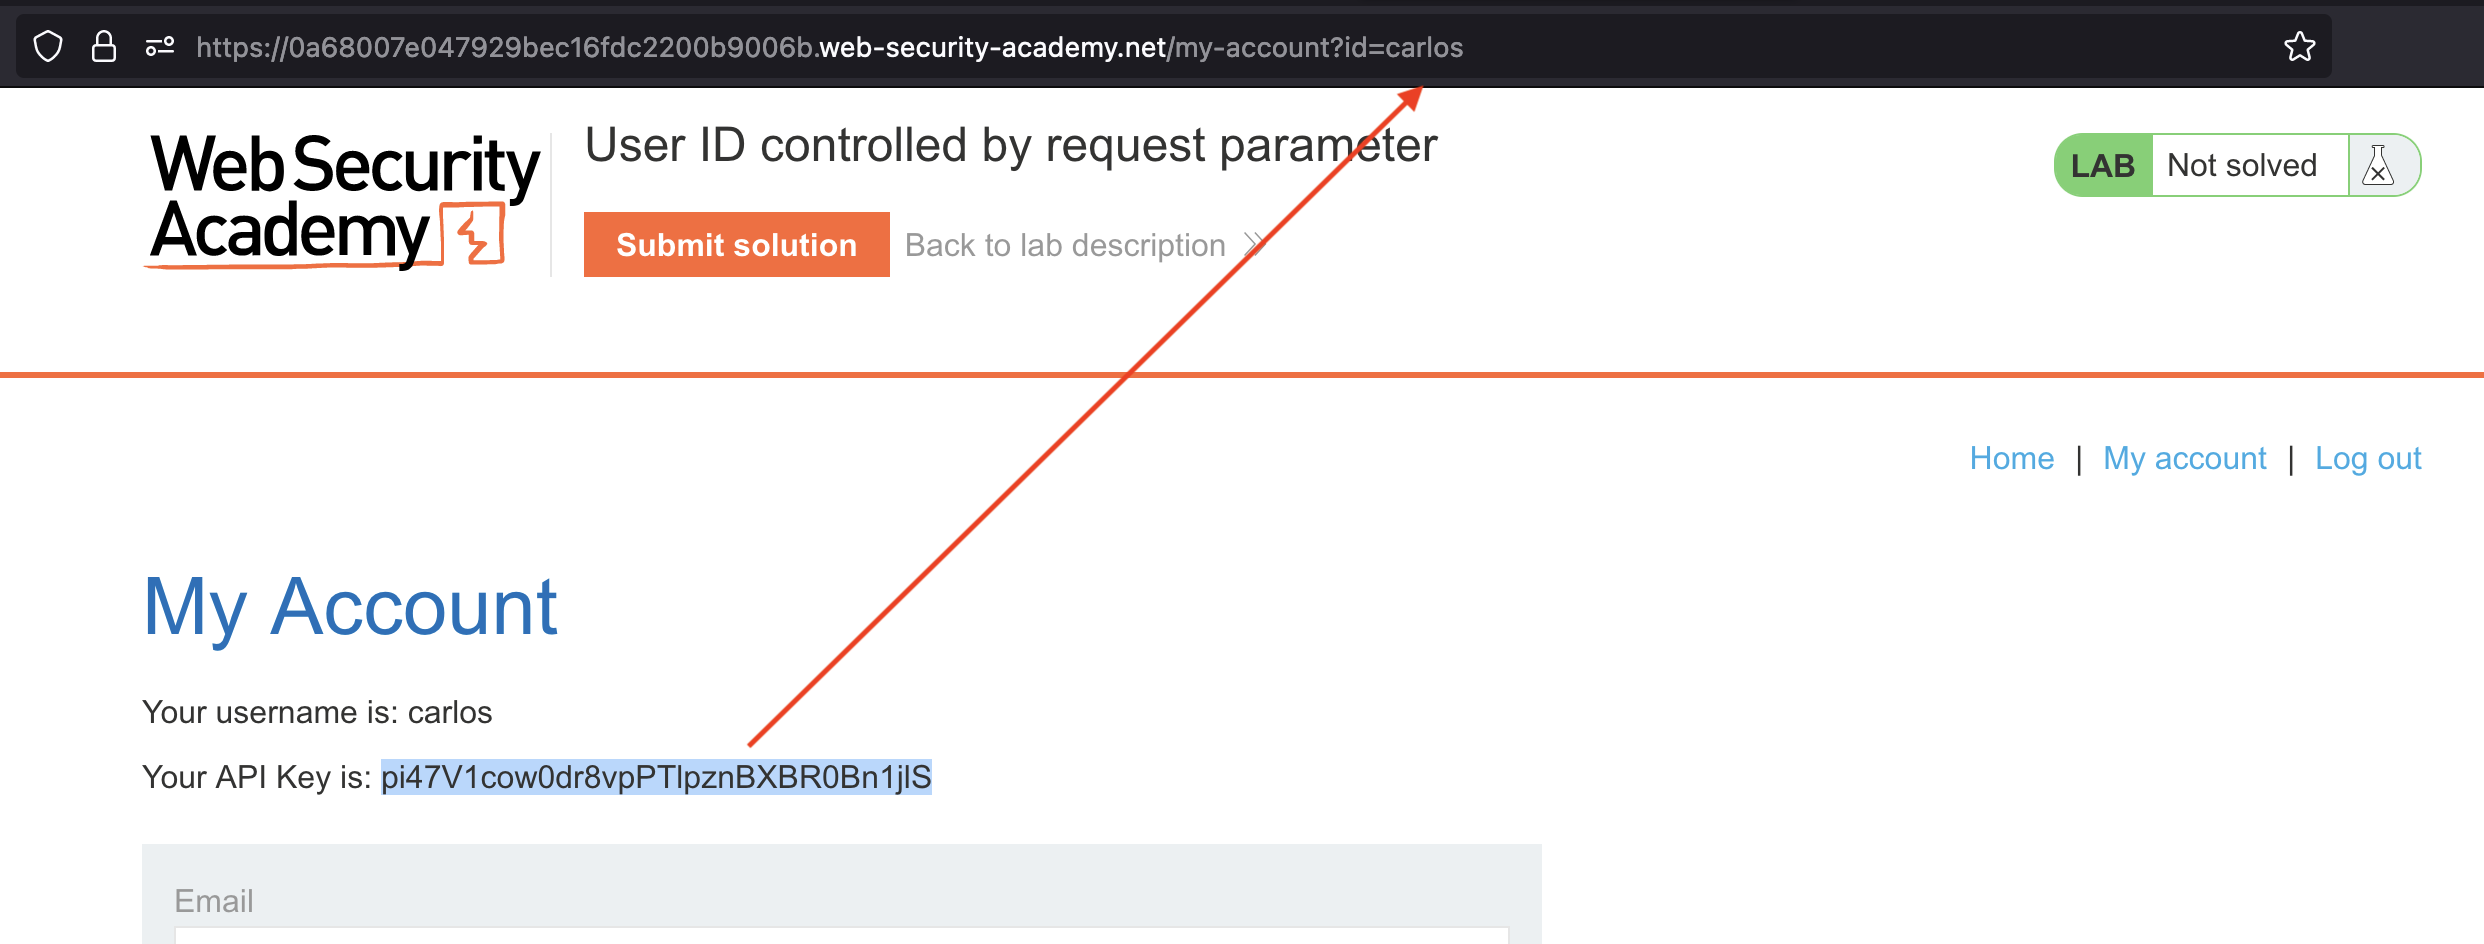 https://0a68007e047929bec16fdc2200b9006b.web-security-academy.net/my-account?id=carlos
Web Security
Academy
User ID controlled by request parameter
Submit solution
Back to lab description
LAB
Not solved
Home | My account | Log out
My Account
Your username is: carlos
Your API Key is: pi47V1cow0dr8vpPTlpznBXBR0Bn1jlS
Email